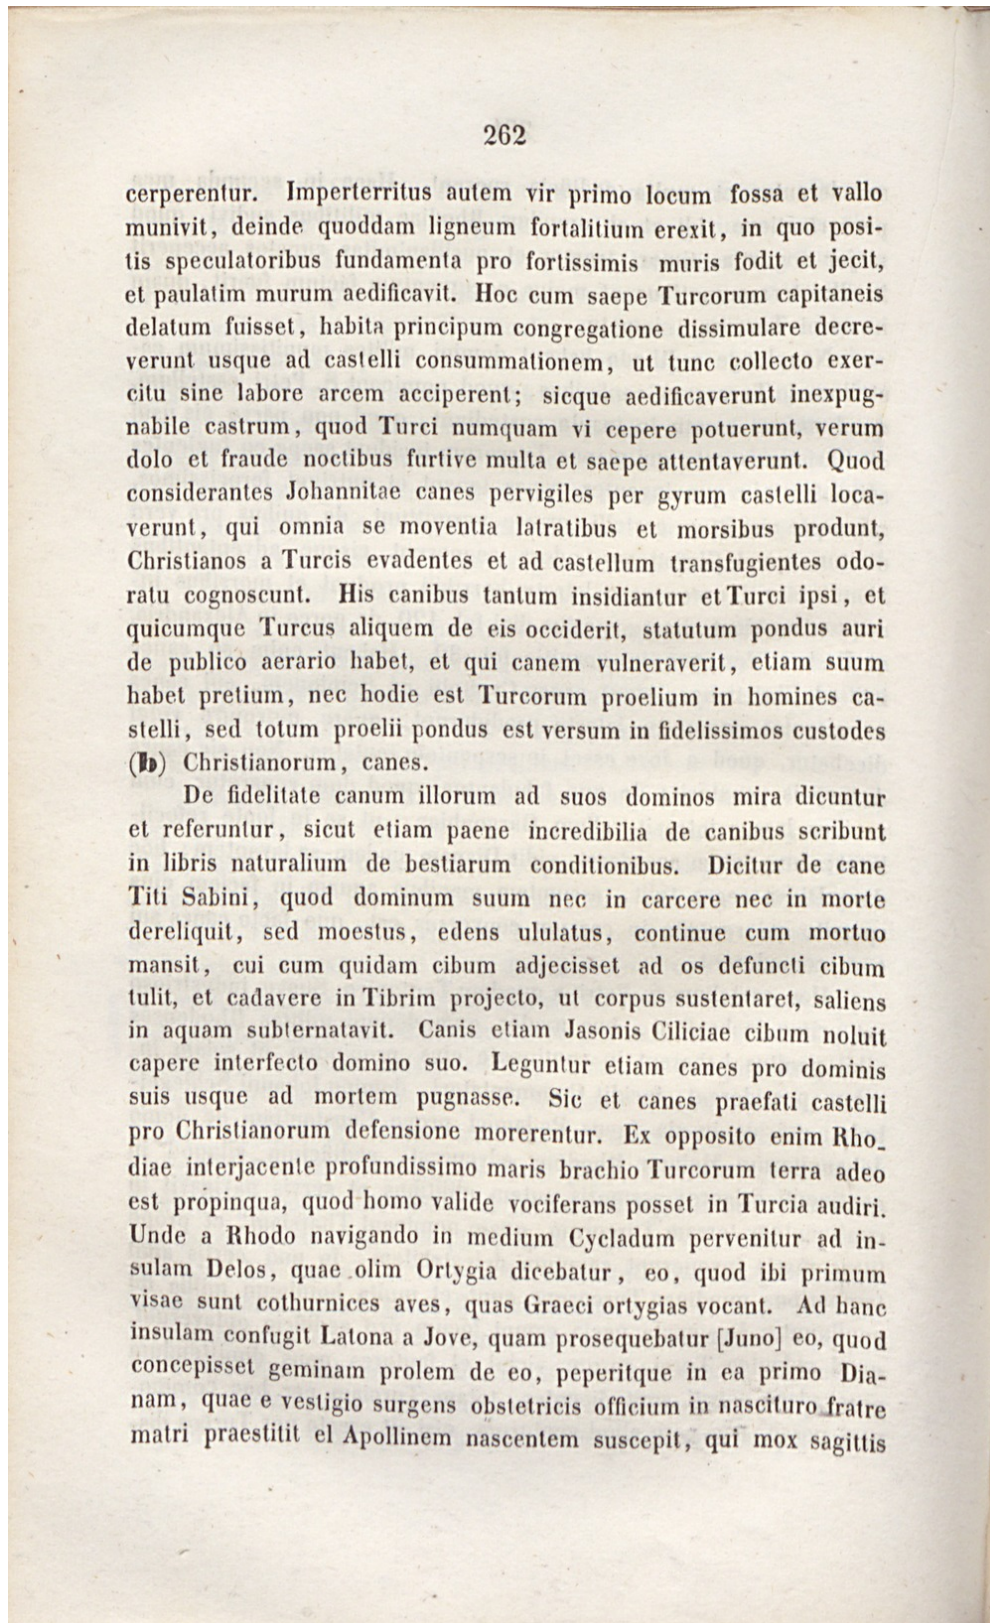 262
cerperentur. Imperterritus autem vir primo locum fossa et vallo
munivit, deinde quoddam ligneum fortalitium erexit, in quo posi-
tis speculatoribus fundamenta pro fortissimis muris fodit et jecit,
et paulatim murum aedificavit. Hoc cum saepe Turcorum capitaneis
delatum fuisset, habita principum congregatione dissimulare decre-
verunt usque ad castelli consummationem, ut tunc collecto exer-
citu sine labore arcem acciperent; sicque aedificaverunt inexpug-
nabile castrum, quod Turci numquam vi cepere potuerunt, verum
dolo et fraude noctibus furtive multa et saepe attentaverunt. Quod
considerantes Johannitae canes pervigiles per gyrum castelli loca-
verunt, qui omnia se moventia latratibus et morsibus produnt,
Christianos a Turcis evadentes et ad castellum transfugientes odo-
ratu cognoscunt. His canibus tantum insidiantur et Turci ipsi, et
quicumque Turcus aliquem de eis occiderit, statutum pondus auri
de publico aerario habet, et qui canem vulneraverit, etiam suum
habet pretium, nec hodie est Turcorum proelium in homines ca-
stelli, sed totum proelii pondus est versum in fidelissimos custodes
(b) Christianorum, canes.
De fidelitate canum illorum ad suos dominos mira dicuntur
et referuntur, sicut etiam paene incredibilia de canibus scribunt
in libris naturalium de bestiarum conditionibus. Dicitur de cane
Titi Sabini, quod dominum suum nec in carcere nec in morte
dereliquit, sed moestus, edens ululatus, continue cum mortuo
mansit, cui cum quidam cibum adjecisset ad os defuncti cibum
tulit, et cadavere in Tibrim projecto, ut corpus sustentaret, saliens
in aquam subternatavit. Canis etiam Jasonis Ciliciae cibum noluit
capere interfecto domino suo. Leguntur etiam canes pro dominis
suis usque ad mortem pugnasse. Sic et canes praefati castelli
pro Christianorum defensione morerentur. Ex opposito enim Rho-
diae interjacente profundissimo maris brachio Turcorum terra adeo
est propinqua, quod homo valide vociferans posset in Turcia audiri.
Unde a Rhodo navigando in medium Cycladum pervenitur ad in-
sulam Delos, quae olim Ortygia dicebatur, eo, quod ibi primum
visae sunt cothurnices aves, quas Graeci ortygias vocant. Ad hanc
insulam confugit Latona a Jove, quam prosequebatur [Juno] eo, quod
concepisset geminam prolem de eo, peperitque in ea primo Dia-
nam, quae e vestigio surgens obstetricis officium in nascituro fratre
matri praestitit el Apollinem nascentem suscepit, qui mox sagittis